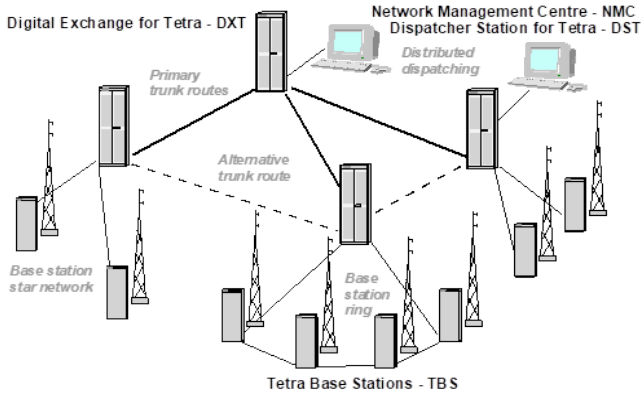 Digital Exchange for Tetra - DXT
Network Management Centre - NMC
Dispatcher Station for Tetra - DST
Distributed
dispatching
Primary
trunk routes
Alternative
trunk route
Base station
star network
Base
station
ring
Tetra Base Stations - TBS